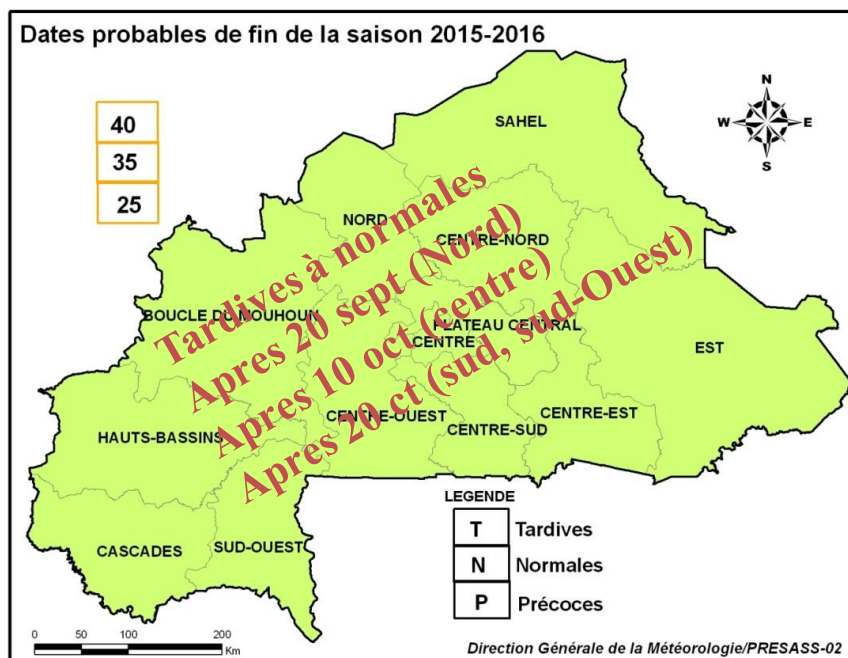 Dates probables de fin de la saison 2015-2016
40
35
25
N
W
E
S
SAHEL
NORD
CENTRE-NORD
BOUCLE DU MOUHOUN
PLATEAU CENTRAL
CENTRE
EST
HAUTS-BASSINS
CENTRE-OUEST
CENTRE-SUD
CENTRE-EST
CASCADES
SUD-OUEST
Tardives à normales
Apres 20 sept (Nord)
Apres 10 oct (centre)
Apres 20 ct (sud, sud-Ouest)
LEGENDE
T Tardives
N Normales
P Précoces
0 50 100 200
Km
Direction Générale de la Météorologie/PRESASS-02